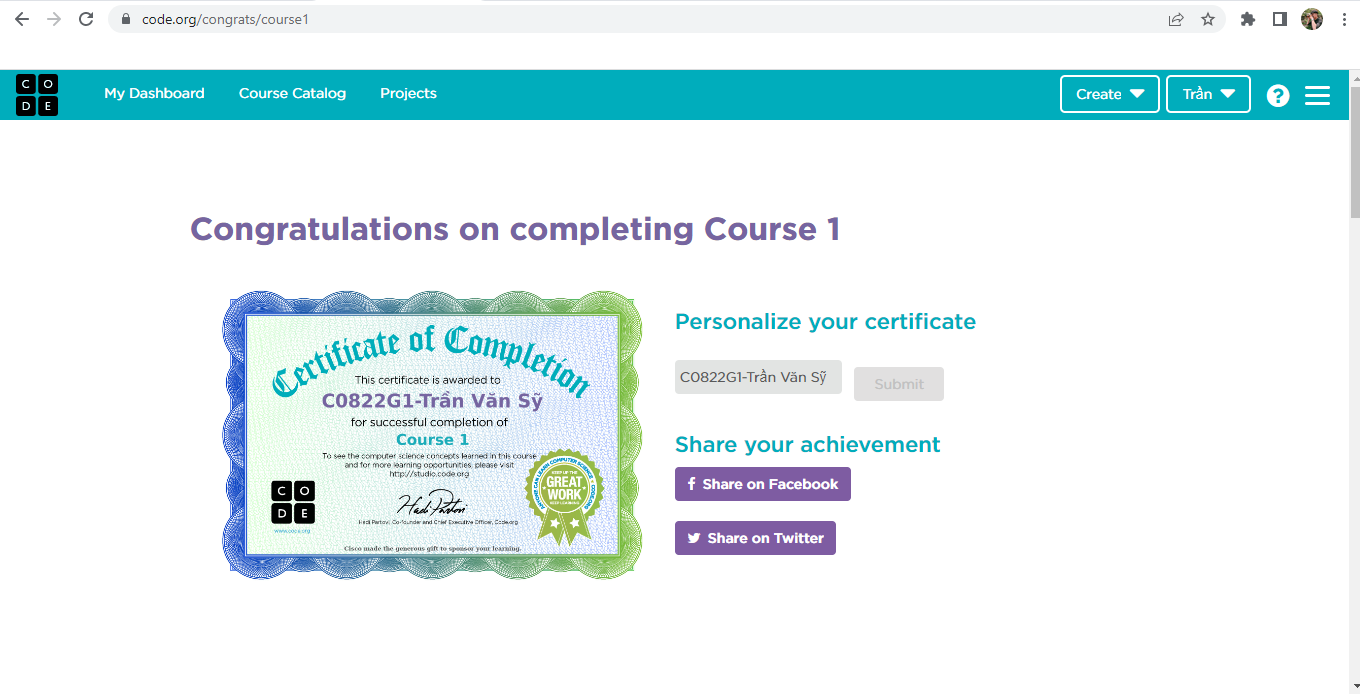 code.org/congrats/course1
C O
D E
My Dashboard
Course Catalog
Projects
Create
Trần
?
Congratulations on completing Course 1
Certificate of Completion
This certificate is awarded to
C0822G1-Trần Văn Sỹ
for successful completion of
Course 1
To see the computer science concepts learned in this course
and for more learning opportunities, please visit
http://studio.code.org
C O
D E
www.code.org
Hadi Partovi
Hadi Partovi, Co-founder and Chief Executive Officer, Code.org
ANYONE CAN LEARN COMPUTER SCIENCE
CODE.ORG
KEEP UP THE
GREAT
WORK
KEEP LEARNING
Cisco made the generous gift to sponsor your learning.
Personalize your certificate
C0822G1-Trần Văn Sỹ
Submit
Share your achievement
f Share on Facebook
Share on Twitter